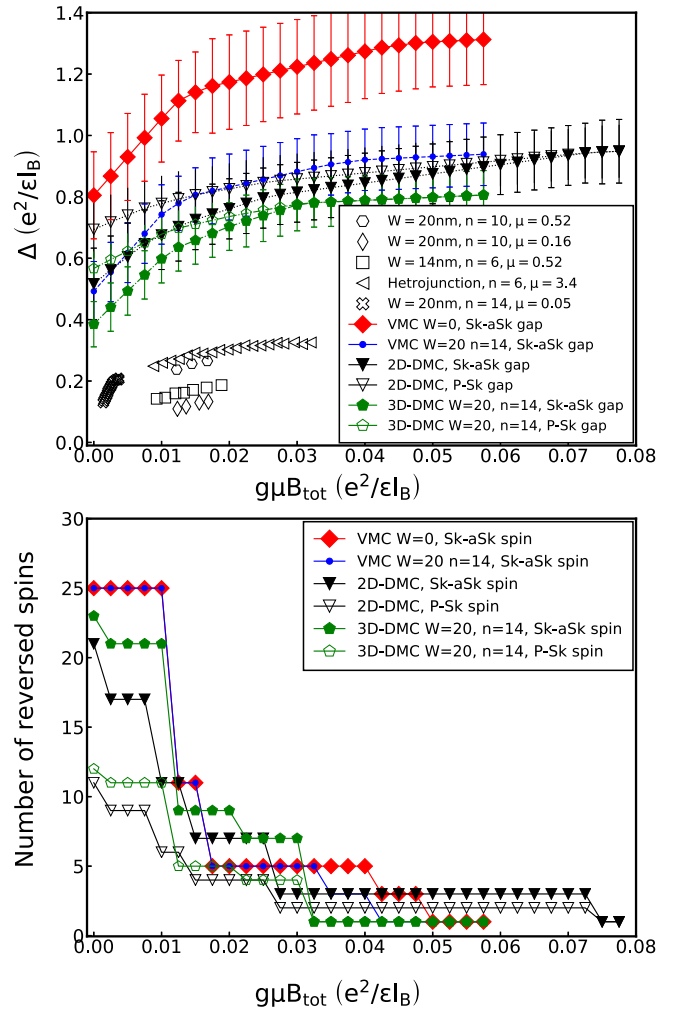 1.4
1.2
1.0
0.8
0.6
0.4
0.2
0.0
Δ (e²/εl_B)
W = 20nm, n = 10, μ = 0.52
W = 20nm, n = 10, μ = 0.16
W = 14nm, n = 6, μ = 0.52
Hetrojunction, n = 6, μ = 3.4
W = 20nm, n = 14, μ = 0.05
VMC W=0, Sk-aSk gap
VMC W=20 n=14, Sk-aSk gap
2D-DMC, Sk-aSk gap
2D-DMC, P-Sk gap
3D-DMC W=20, n=14, Sk-aSk gap
3D-DMC W=20, n=14, P-Sk gap
0.00 0.01 0.02 0.03 0.04 0.05 0.06 0.07 0.08
gμB_tot (e²/εl_B)
30
25
20
15
10
5
0
Number of reversed spins
VMC W=0, Sk-aSk spin
VMC W=20 n=14, Sk-aSk spin
2D-DMC, Sk-aSk spin
2D-DMC, P-Sk spin
3D-DMC W=20, n=14, Sk-aSk spin
3D-DMC W=20, n=14, P-Sk spin
0.00 0.01 0.02 0.03 0.04 0.05 0.06 0.07 0.08
gμB_tot (e²/εl_B)